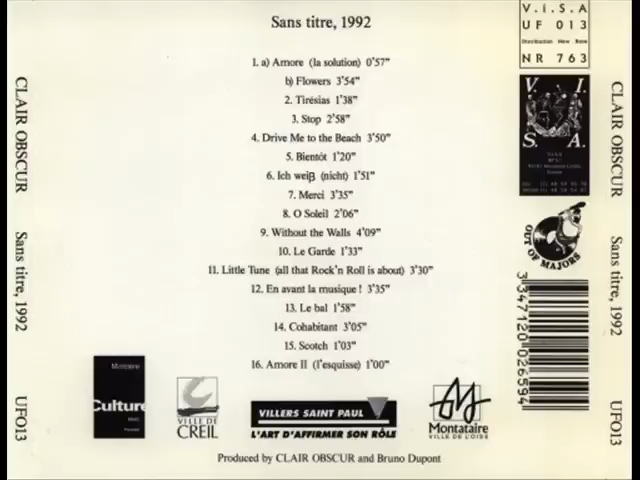 Sans titre, 1992
1. a) Amore (la solution) 0'57"
b) Flowers 3'54"
2. Tirésias 1'38"
3. Stop 2'58"
4. Drive Me to the Beach 3'50"
5. Bientôt 1'20"
6. Ich weiβ (nicht) 1'51"
7. Merci 3'35"
8. O Soleil 2'06"
9. Without the Walls 4'09"
10. Le Garde 1'33"
11. Little Tune (all that Rock'n Roll is about) 3'30"
12. En avant la musique ! 3'35"
13. Le bal 1'58"
14. Cohabitant 3'05"
15. Scotch 1'03"
16. Amore II (l'esquisse) 1'00"
Culture
VILLE DE
CREIL
VILLERS SAINT PAUL
L'ART D'AFFIRMER SON RÔLE
Montataire
VILLE DE L'OISE
Produced by CLAIR OBSCUR and Bruno Dupont
CLAIR OBSCUR
Sans titre, 1992
UFO13
V.i.S.A
UF 013
Distribution New Rose
NR 763
V. I.
S. A.
OUT OF MAJORS
3 347120 026594
CLAIR OBSCUR
Sans titre, 1992
UFO13